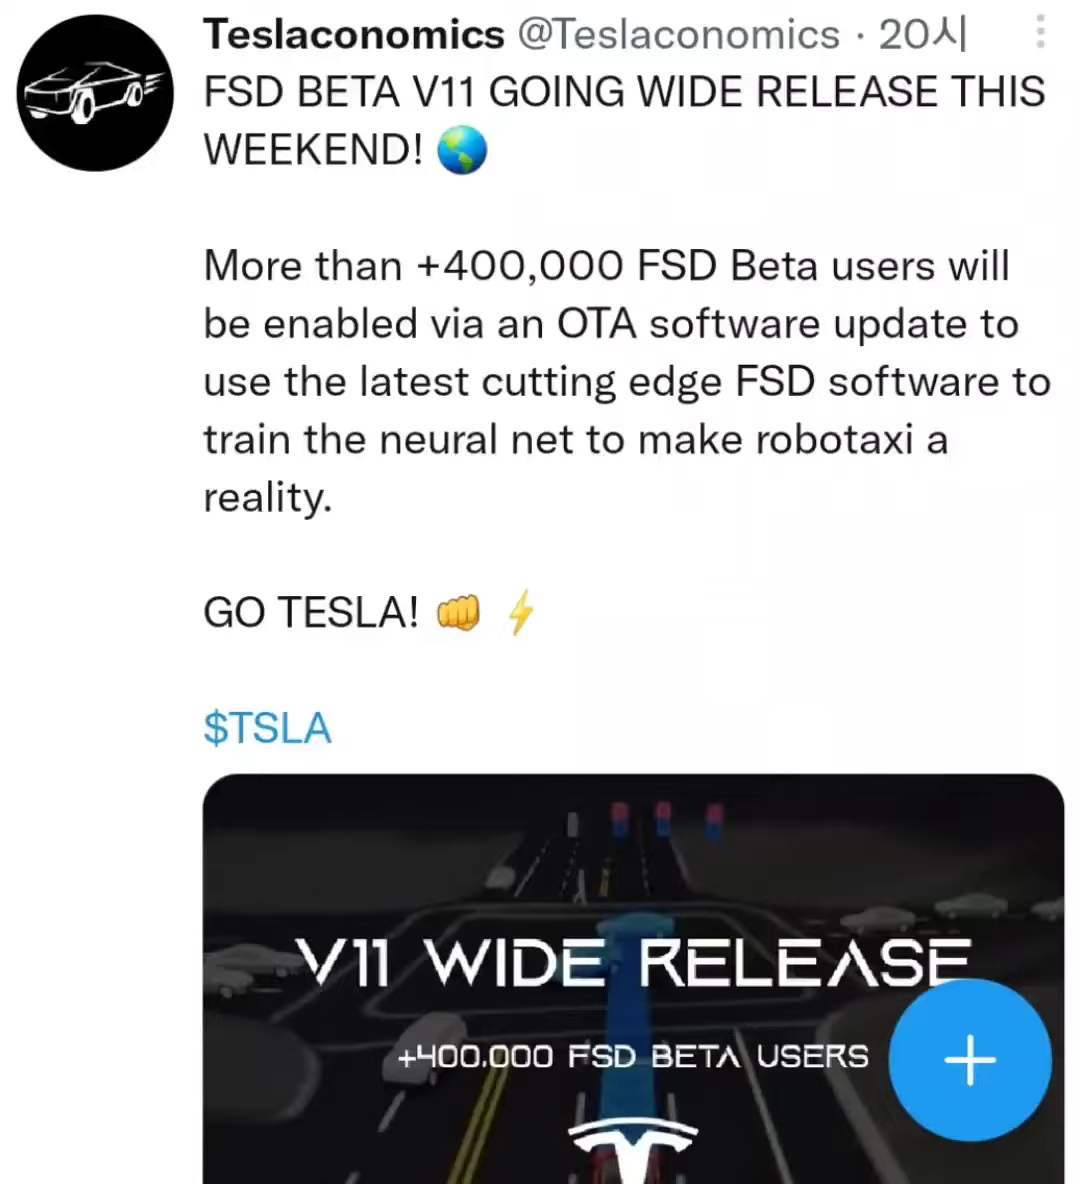 Teslaconomics @Teslaconomics · 20시
FSD BETA V11 GOING WIDE RELEASE THIS
WEEKEND! 🌎
More than +400,000 FSD Beta users will
be enabled via an OTA software update to
use the latest cutting edge FSD software to
train the neural net to make robotaxi a
reality.
GO TESLA! 👊 ⚡
$TSLA
V11 WIDE RELEASE
+400.000 FSD BETA USERS